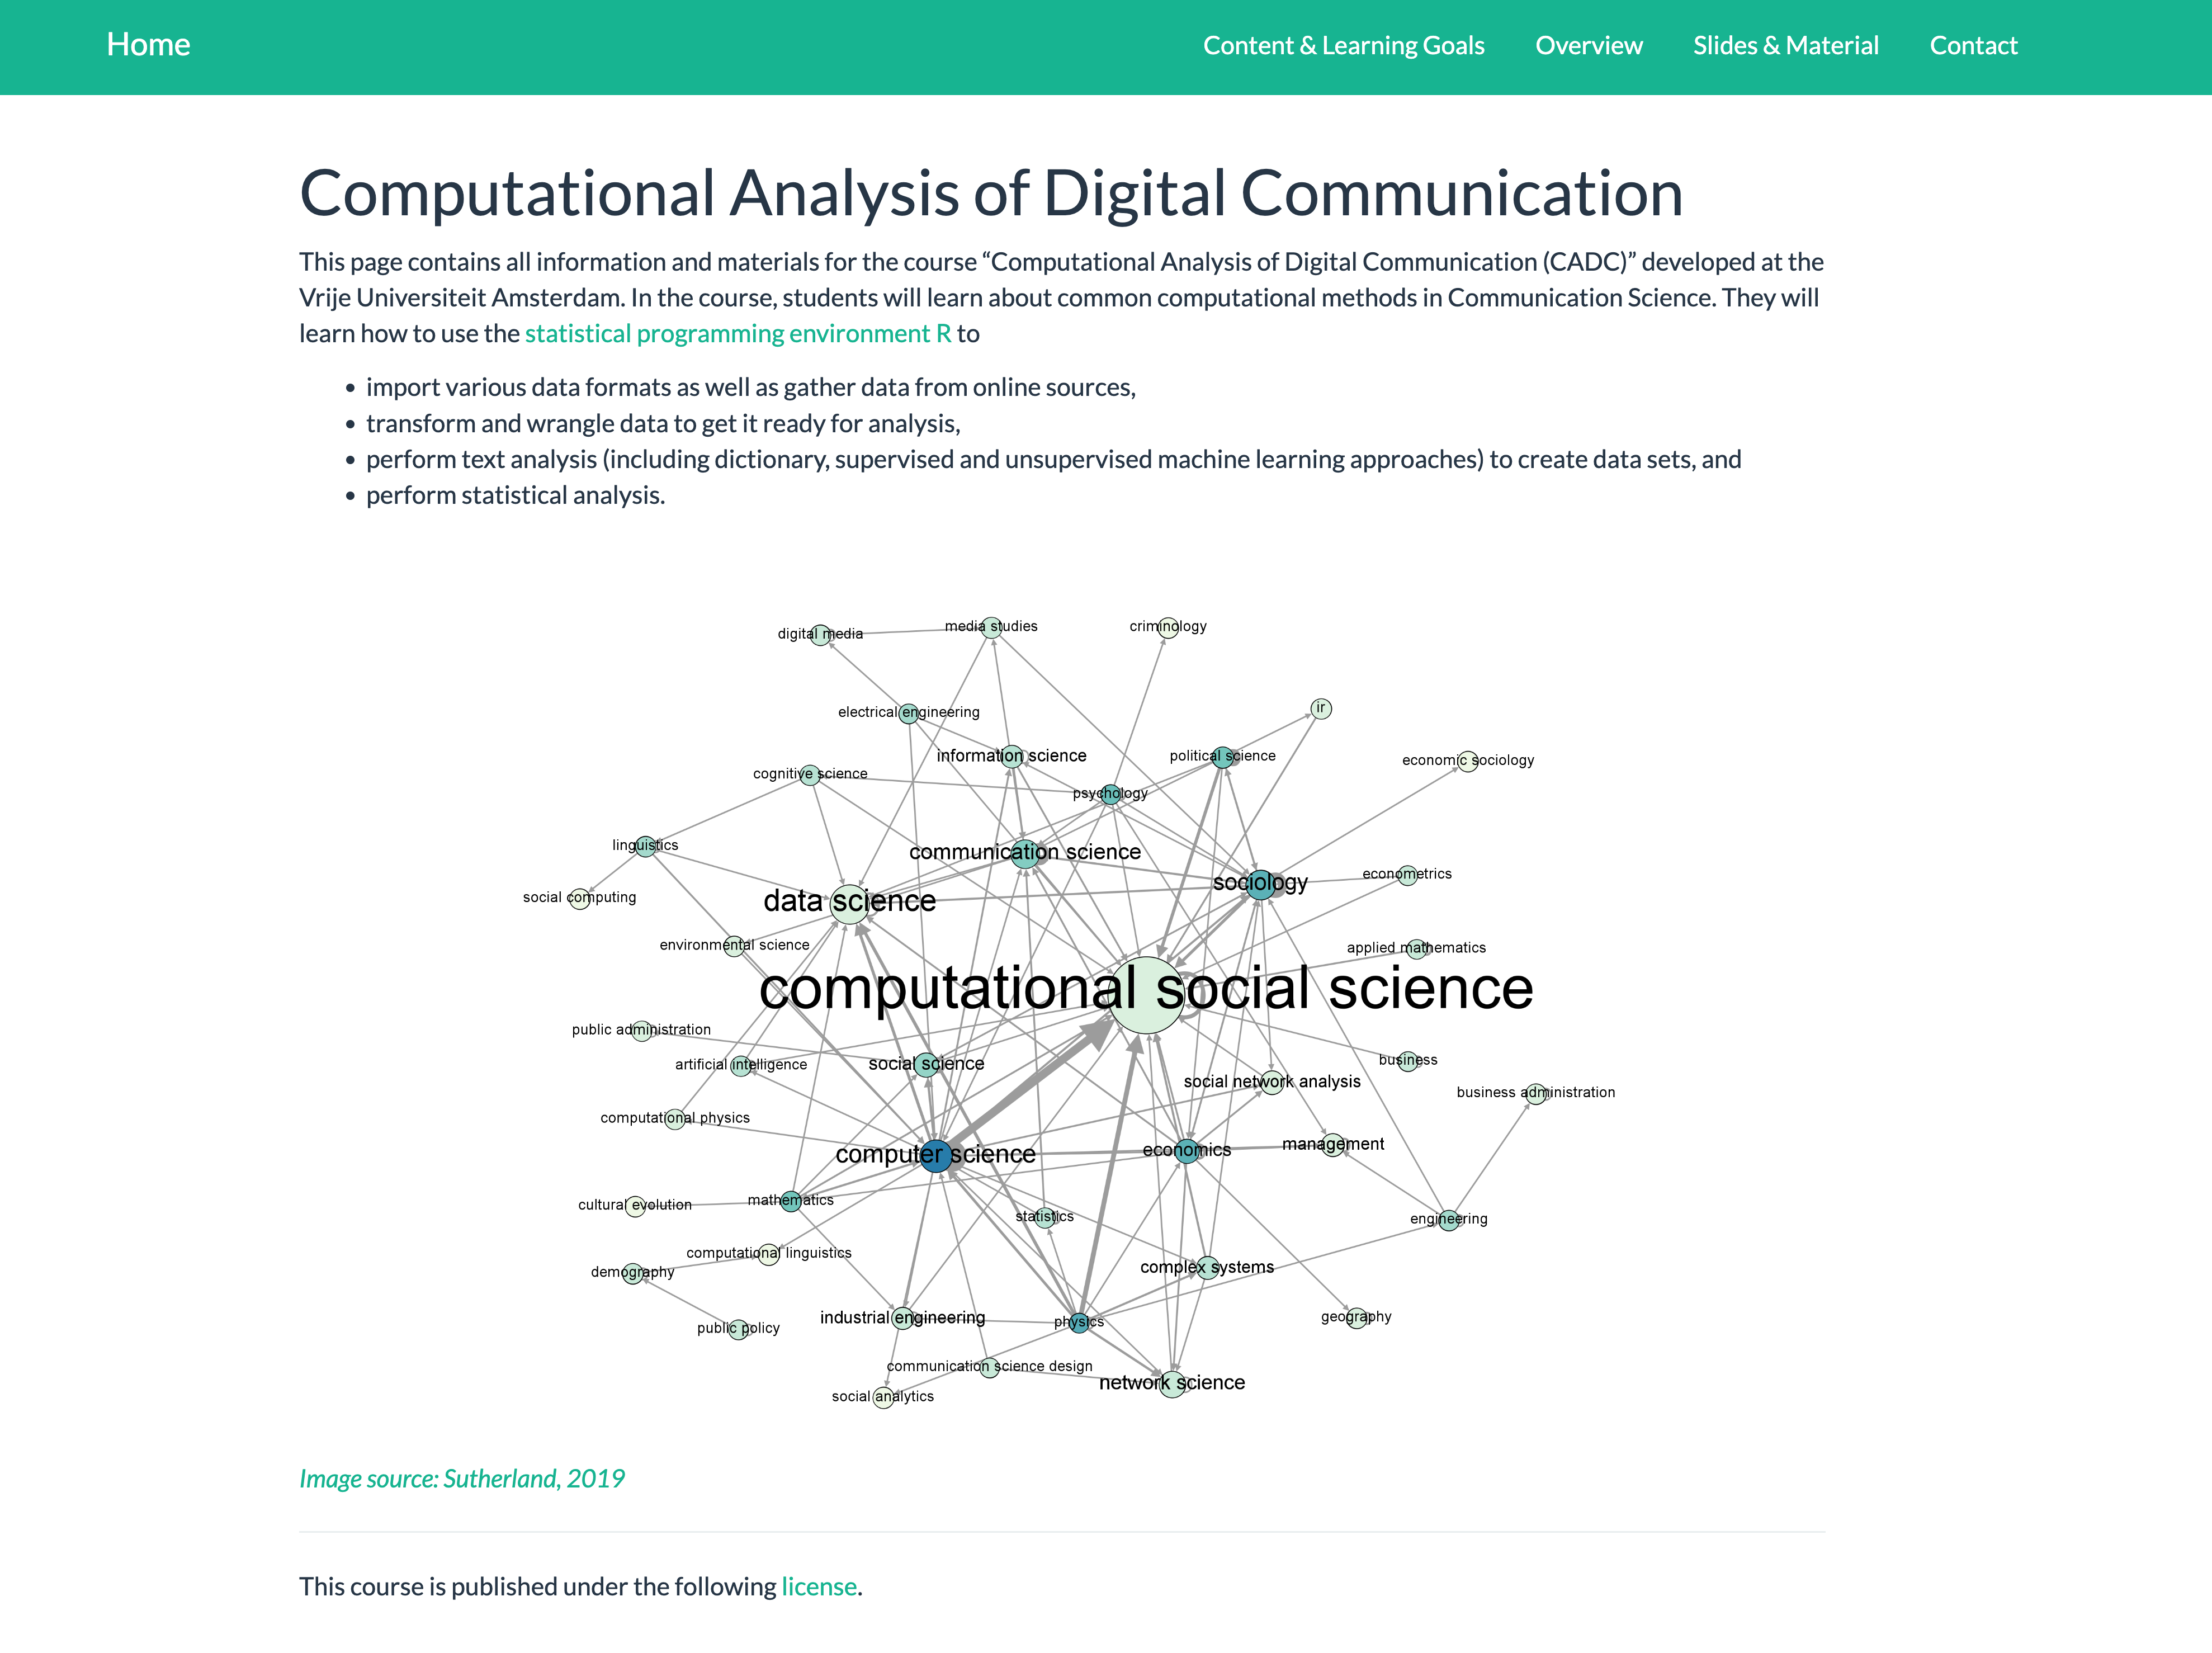 Home
Content & Learning Goals
Overview
Slides & Material
Contact
Computational Analysis of Digital Communication
This page contains all information and materials for the course “Computational Analysis of Digital Communication (CADC)” developed at the
Vrije Universiteit Amsterdam. In the course, students will learn about common computational methods in Communication Science. They will
learn how to use the statistical programming environment R to
• import various data formats as well as gather data from online sources,
• transform and wrangle data to get it ready for analysis,
• perform text analysis (including dictionary, supervised and unsupervised machine learning approaches) to create data sets, and
• perform statistical analysis.
digital media
media studies
criminology
electrical engineering
ir
information science
political science
economic sociology
cognitive science
psychology
linguistics
communication science
sociology
econometrics
social computing
data science
environmental science
applied mathematics
computational social science
public administration
artificial intelligence
social science
business
social network analysis
business administration
computational physics
computer science
economics
management
cultural evolution
mathematics
statistics
engineering
computational linguistics
demography
complex systems
public policy
industrial engineering
physics
geography
communication science design
social analytics
network science
Image source: Sutherland, 2019
This course is published under the following license.